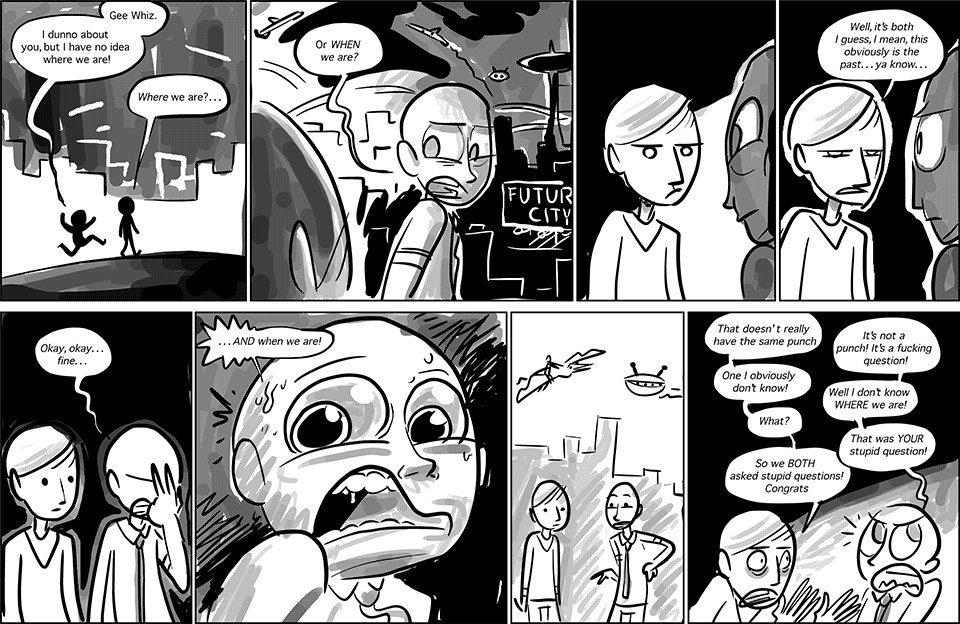 Gee Whiz.
I dunno about
you, but I have no idea
where we are!
Where we are?...
Or WHEN
we are?
FUTUR
CITY
Well, it's both
I guess, I mean, this
obviously is the
past...ya know...
Okay, okay...
fine...
...AND when we are!
That doesn't really
have the same punch
It's not a
punch! It's a fucking
question!
One I obviously
don't know!
Well I don't know
WHERE we are!
What?
That was YOUR
stupid question!
So we BOTH
asked stupid questions!
Congrats